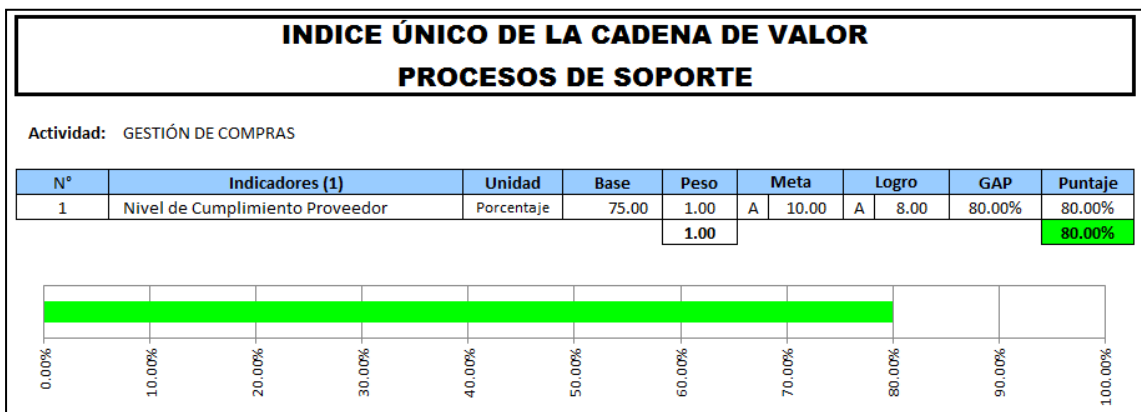 INDICE ÚNICO DE LA CADENA DE VALOR
PROCESOS DE SOPORTE
Actividad: GESTIÓN DE COMPRAS
N° Indicadores (1) Unidad Base Peso Meta Logro GAP Puntaje
1 Nivel de Cumplimiento Proveedor Porcentaje 75.00 1.00 A 10.00 A 8.00 80.00% 80.00%
1.00 80.00%
0.00% 10.00% 20.00% 30.00% 40.00% 50.00% 60.00% 70.00% 80.00% 90.00% 100.00%